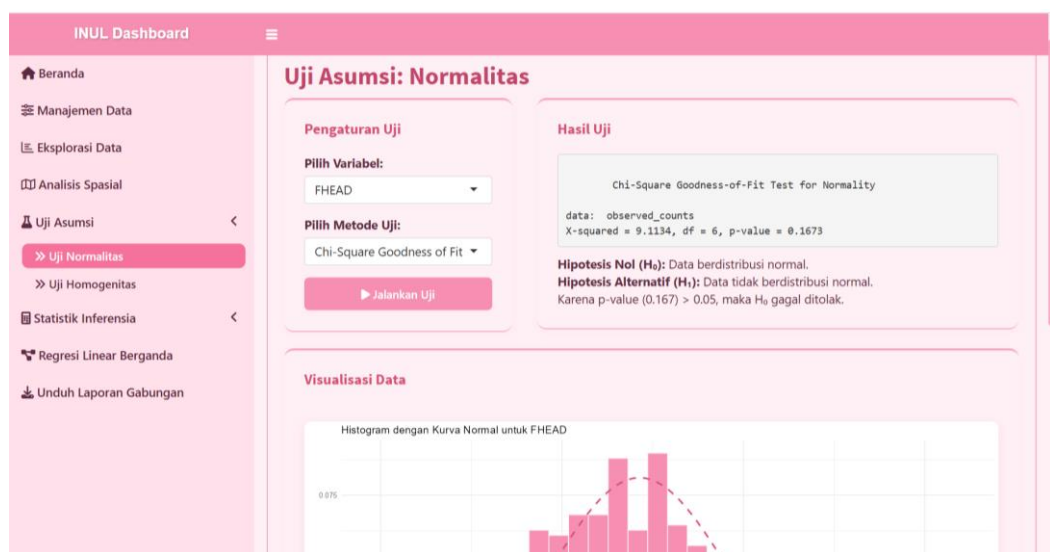 INUL Dashboard
Beranda
Manajemen Data
Eksplorasi Data
Analisis Spasial
Uji Asumsi
Uji Normalitas
Uji Homogenitas
Statistik Inferensia
Regresi Linear Berganda
Unduh Laporan Gabungan
Uji Asumsi: Normalitas
Pengaturan Uji
Pilih Variabel:
FHEAD
Pilih Metode Uji:
Chi-Square Goodness of Fit
Jalankan Uji
Hasil Uji
Chi-Square Goodness-of-Fit Test for Normality
data:  observed_counts
X-squared = 9.1134, df = 6, p-value = 0.1673
Hipotesis Nol (H₀): Data berdistribusi normal.
Hipotesis Alternatif (H₁): Data tidak berdistribusi normal.
Karena p-value (0.167) > 0.05, maka H₀ gagal ditolak.
Visualisasi Data
Histogram dengan Kurva Normal untuk FHEAD
0.075